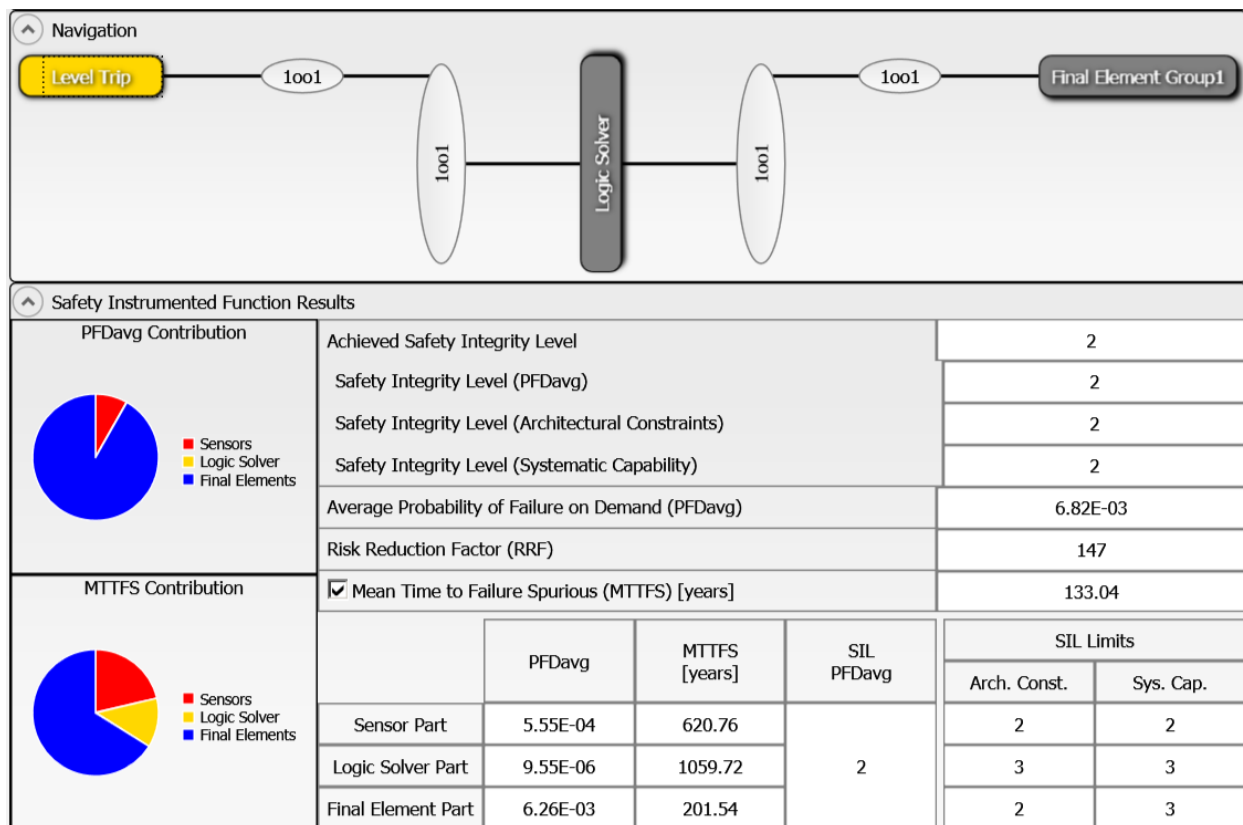 Navigation
Level Trip
1oo1
1oo1
Logic Solver
1oo1
1oo1
Final Element Group1
Safety Instrumented Function Results
PFDavg Contribution
Sensors
Logic Solver
Final Elements
MTTFS Contribution
Sensors
Logic Solver
Final Elements
Achieved Safety Integrity Level 2
Safety Integrity Level (PFDavg) 2
Safety Integrity Level (Architectural Constraints) 2
Safety Integrity Level (Systematic Capability) 2
Average Probability of Failure on Demand (PFDavg) 6.82E-03
Risk Reduction Factor (RRF) 147
Mean Time to Failure Spurious (MTTFS) [years] 133.04
PFDavg MTTFS [years] SIL PFDavg SIL Limits
Arch. Const. Sys. Cap.
Sensor Part 5.55E-04 620.76 2 2
Logic Solver Part 9.55E-06 1059.72 2 3 3
Final Element Part 6.26E-03 201.54 2 3